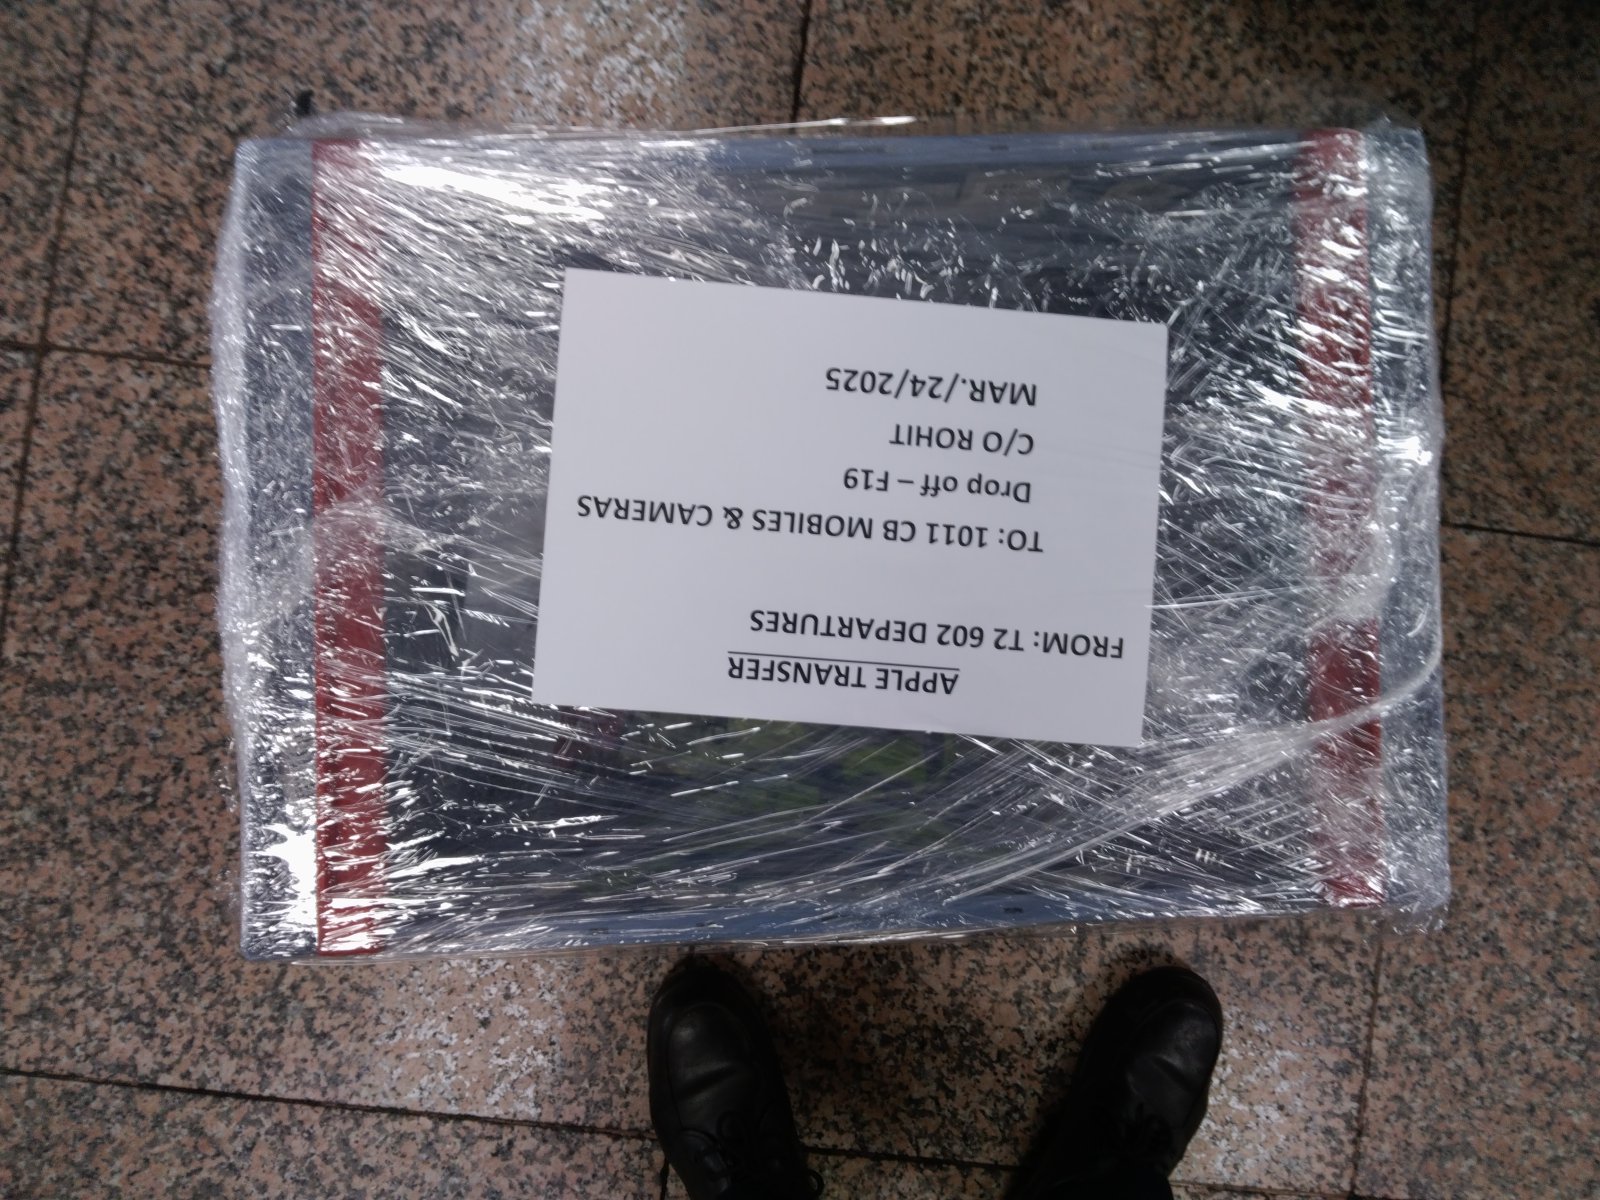 APPLE TRANSFER
FROM: T2 602 DEPARTURES
TO: 1011 CB MOBILES & CAMERAS
Drop off – F19
C/O ROHIT
MAR./24/2025